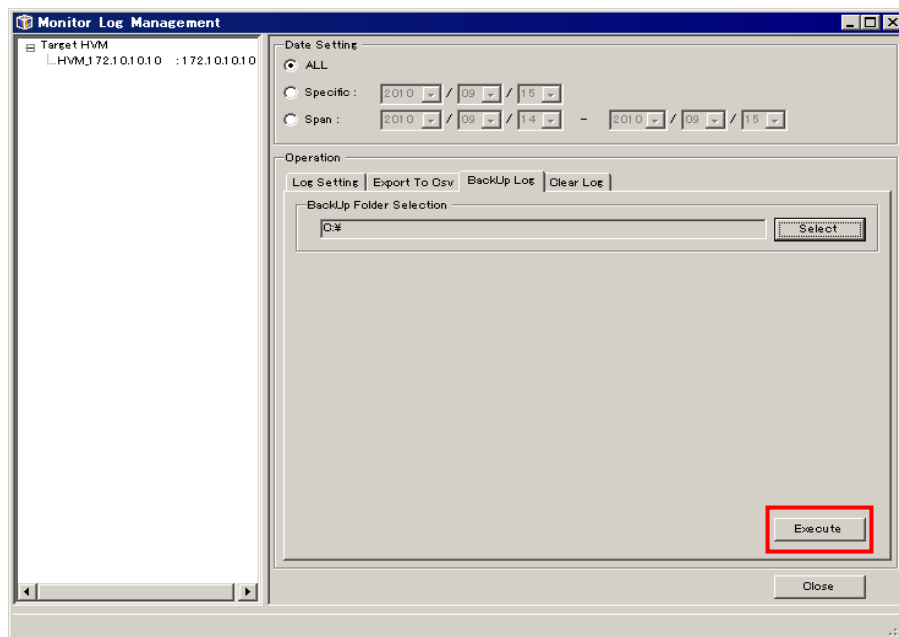 Monitor Log Management
Target HVM
HVM_172.10.10.10 :172.10.10.10
Date Setting
ALL
Specific : 2010 / 09 / 15
Span : 2010 / 09 / 14 - 2010 / 09 / 15
Operation
Log Setting Export To Csv BackUp Log Clear Log
BackUp Folder Selection
C:¥ Select
Execute
Close